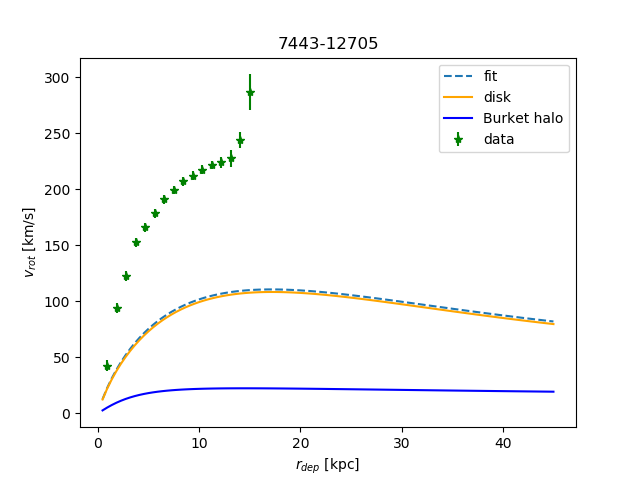 7443-12705
300
250
200
150
100
50
0
v_rot [km/s]
fit
disk
Burket halo
data
0 10 20 30 40
r_dep [kpc]